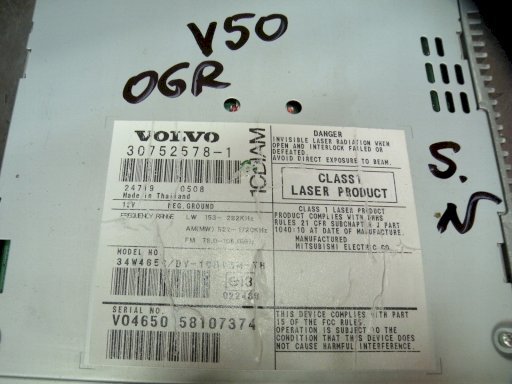 V50
OGR
S.
N
VOLVO
30752578-1
1CDIAM
24719 0508
Made in Thailand
12V NEG.GROUND
FREQUENCY RANGE LW 153-282KHz
MODEL NO
SERIAL NO.
VO4650 58107374
DANGER
INVISIBLE LASER RADIATION WHEN
OPEN AND INTERLOCK FAILED OR
DEFEATED.
AVOID DIRECT EXPOSURE TO BEAM.
CLASS1
LASER PRODUCT
CLASS 1 LASER PRODUCT
PRODUCT COMPLIES WITH DHHS
RULES 21 CFR SUBCHAPTER J PART
1040-10 AT DATE OF MANUFACTURE.
MANUFACTURED
MITSUBISHI ELECTRIC CO.
THIS DEVICE COMPLIES WITH PART
15 OF THE FCC RULES.
OPERATION IS SUBJECT TO THE
CONDITION THAT THIS DEVICE DOES
NOT CAUSE HARMFUL INTERFERENCE.